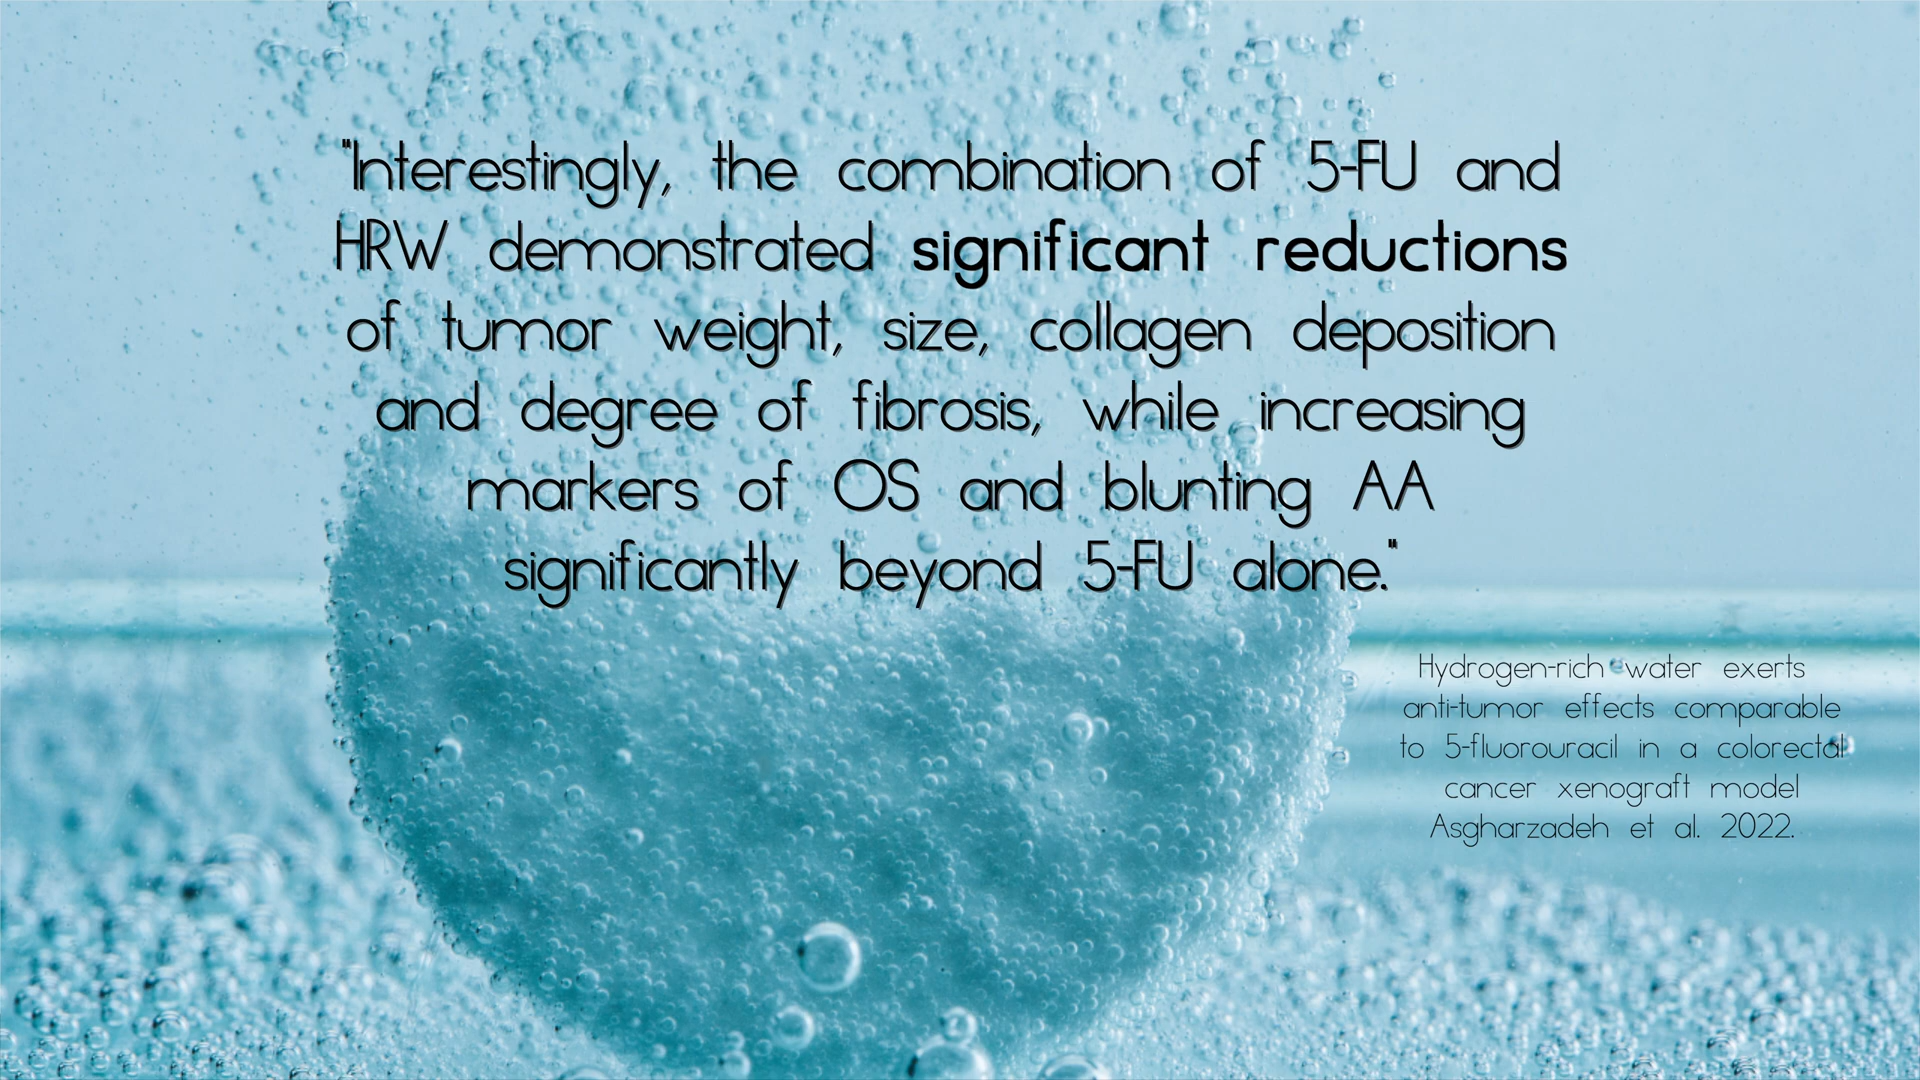 "Interestingly, the combination of 5-FU and
HRW demonstrated significant reductions
of tumor weight, size, collagen deposition
and degree of fibrosis, while increasing
markers of OS and blunting AA
significantly beyond 5-FU alone."
Hydrogen-rich water exerts
anti-tumor effects comparable
to 5-fluorouracil in a colorectal
cancer xenograft model
Asgharzadeh et al. 2022.